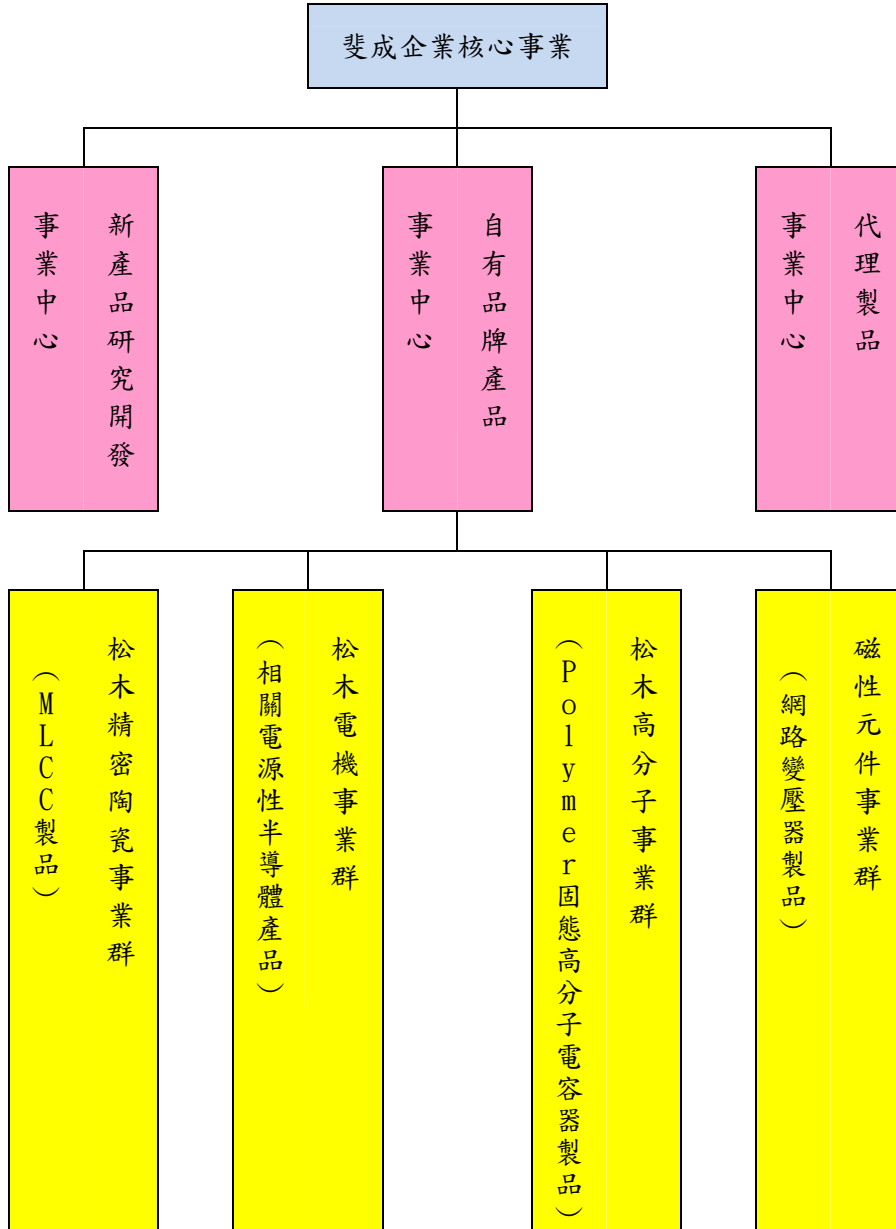 斐成企業核心事業
新產品研究開發
事業中心
自有品牌產品
事業中心
代理製品
事業中心
松木精密陶瓷事業群
（MLCC製品）
松木電機事業群
（相關電源性半導體產品）
松木高分子事業群
（Polymer固態高分子電容器製品）
磁性元件事業群
（網路變壓器製品）